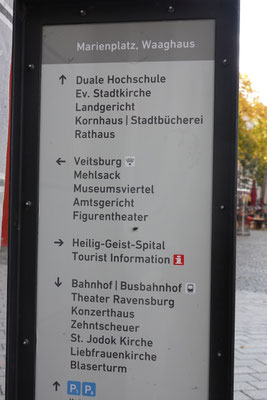 Marienplatz, Waaghaus
↑ Duale Hochschule
Ev. Stadtkirche
Landgericht
Kornhaus | Stadtbücherei
Rathaus
← Veitsburg
Mehlsack
Museumsviertel
Amtsgericht
Figurentheater
→ Heilig-Geist-Spital
Tourist Information i
↓ Bahnhof | Busbahnhof
Theater Ravensburg
Konzerthaus
Zehntscheuer
St. Jodok Kirche
Liebfrauenkirche
Blaserturm
↑ P P